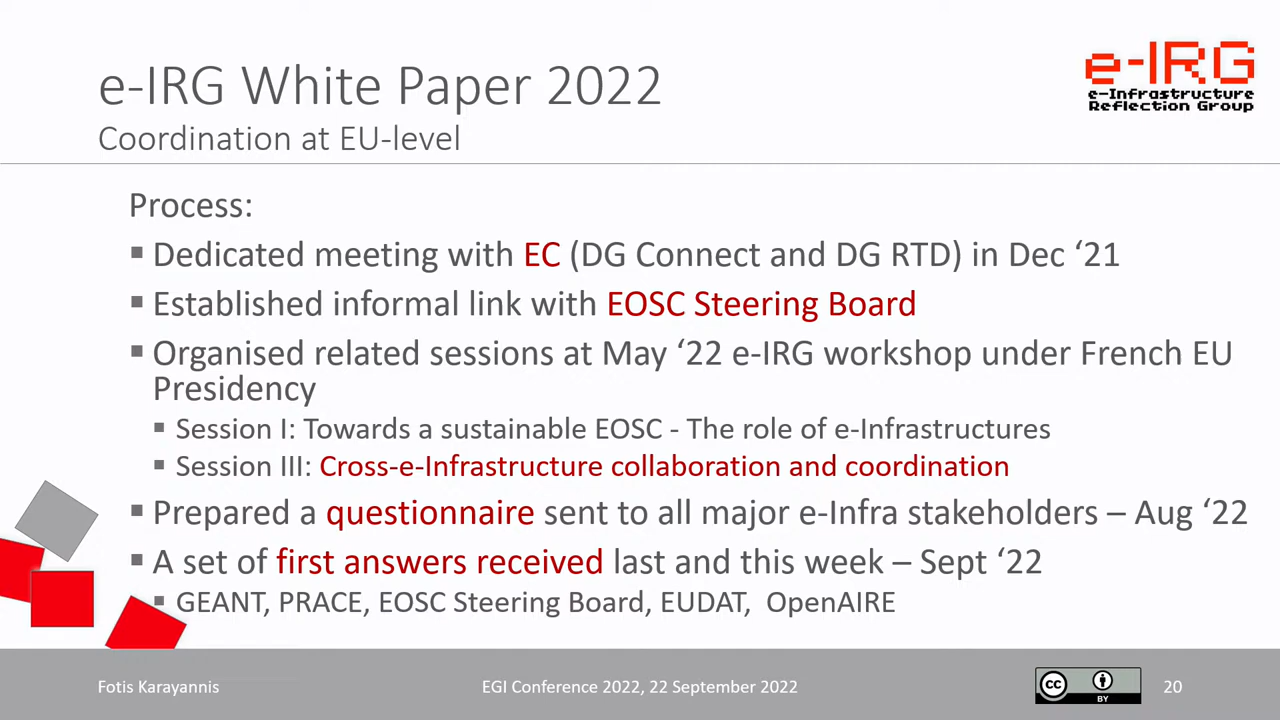 e-IRG White Paper 2022
Coordination at EU-level
e-IRG
e-Infrastructure
Reflection Group
Process:
▪ Dedicated meeting with EC (DG Connect and DG RTD) in Dec ‘21
▪ Established informal link with EOSC Steering Board
▪ Organised related sessions at May ‘22 e-IRG workshop under French EU
Presidency
▪ Session I: Towards a sustainable EOSC - The role of e-Infrastructures
▪ Session III: Cross-e-Infrastructure collaboration and coordination
▪ Prepared a questionnaire sent to all major e-Infra stakeholders – Aug ‘22
▪ A set of first answers received last and this week – Sept ‘22
▪ GEANT, PRACE, EOSC Steering Board, EUDAT, OpenAIRE
Fotis Karayannis
EGI Conference 2022, 22 September 2022
CC
BY
20